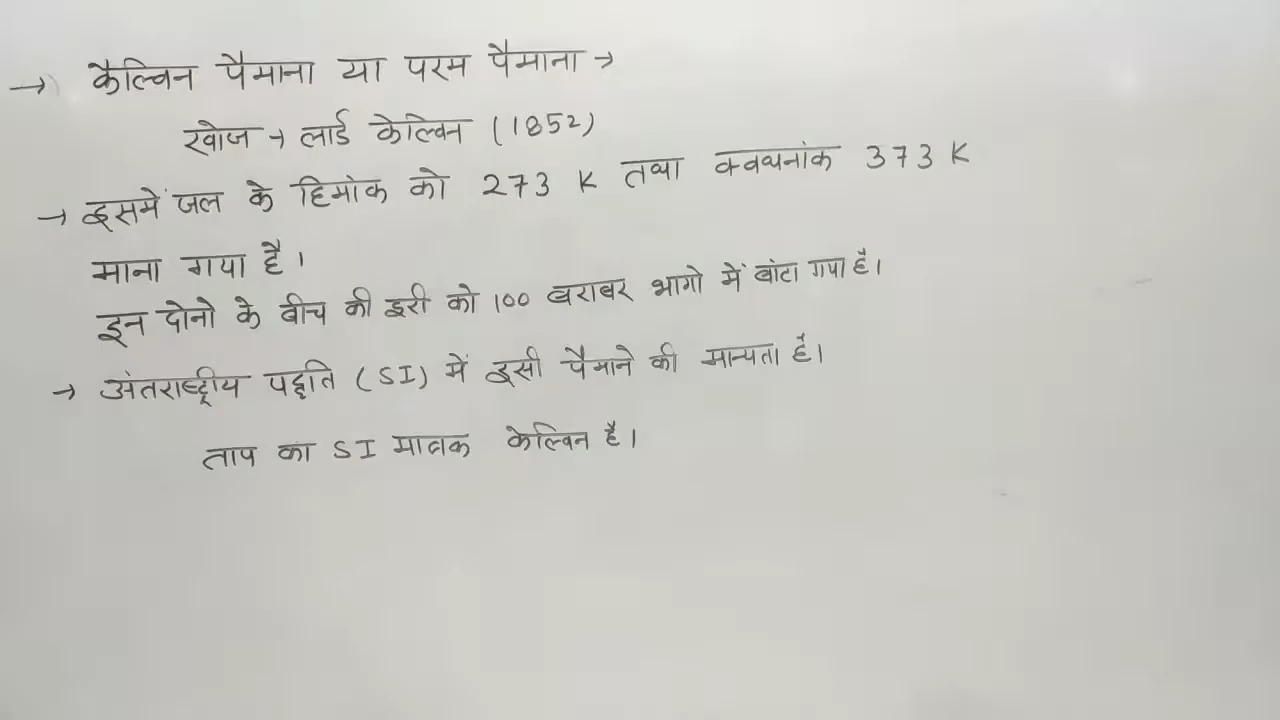 → कैल्विन पैमाना या परम पैमाना →
खोज → लार्ड केल्विन (1852)
→ इसमें जल के हिमांक को 273 K तथा क्वथनांक 373 K
माना गया है।
इन दोनो के बीच की दूरी को 100 बराबर भागो में बांटा गया है।
→ अंतराष्ट्रीय पद्दति (SI) में इसी पैमाने की मान्यता है।
ताप का SI मात्रक केल्विन है।